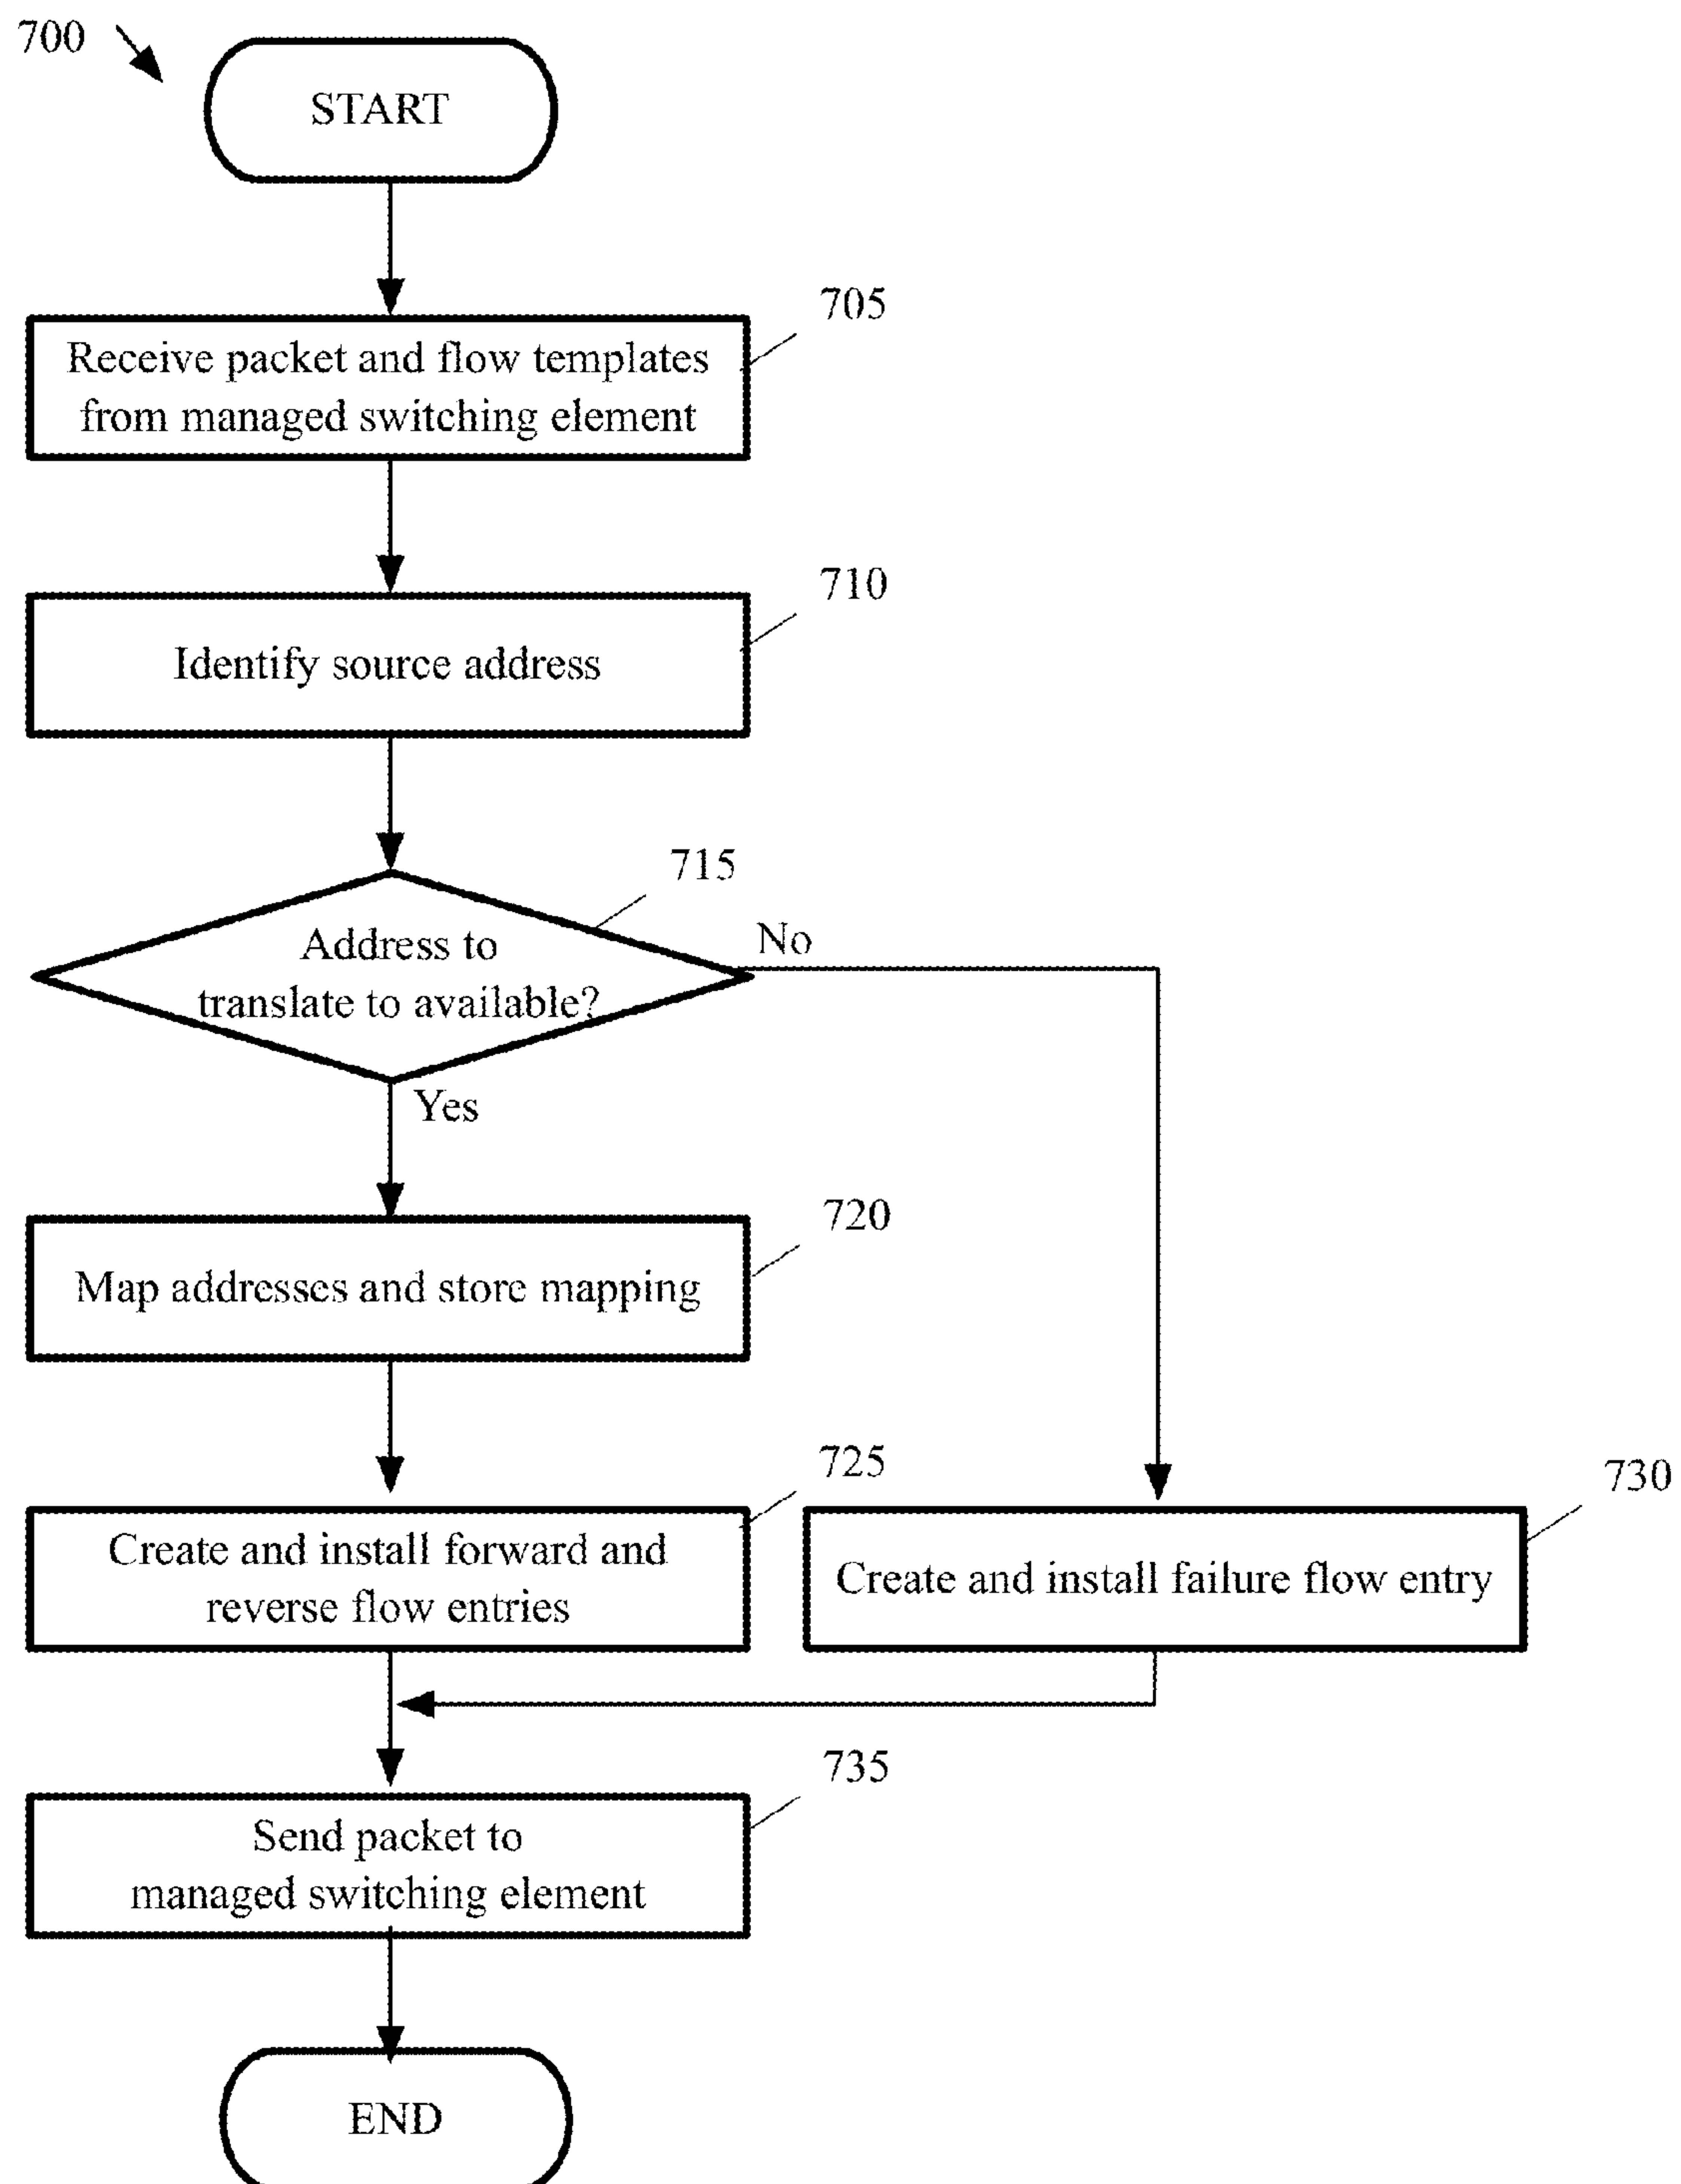 700
START
705
Receive packet and flow templates
from managed switching element
710
Identify source address
715
Address to
translate to available?
No
Yes
720
Map addresses and store mapping
725
Create and install forward and
reverse flow entries
730
Create and install failure flow entry
735
Send packet to
managed switching element
END